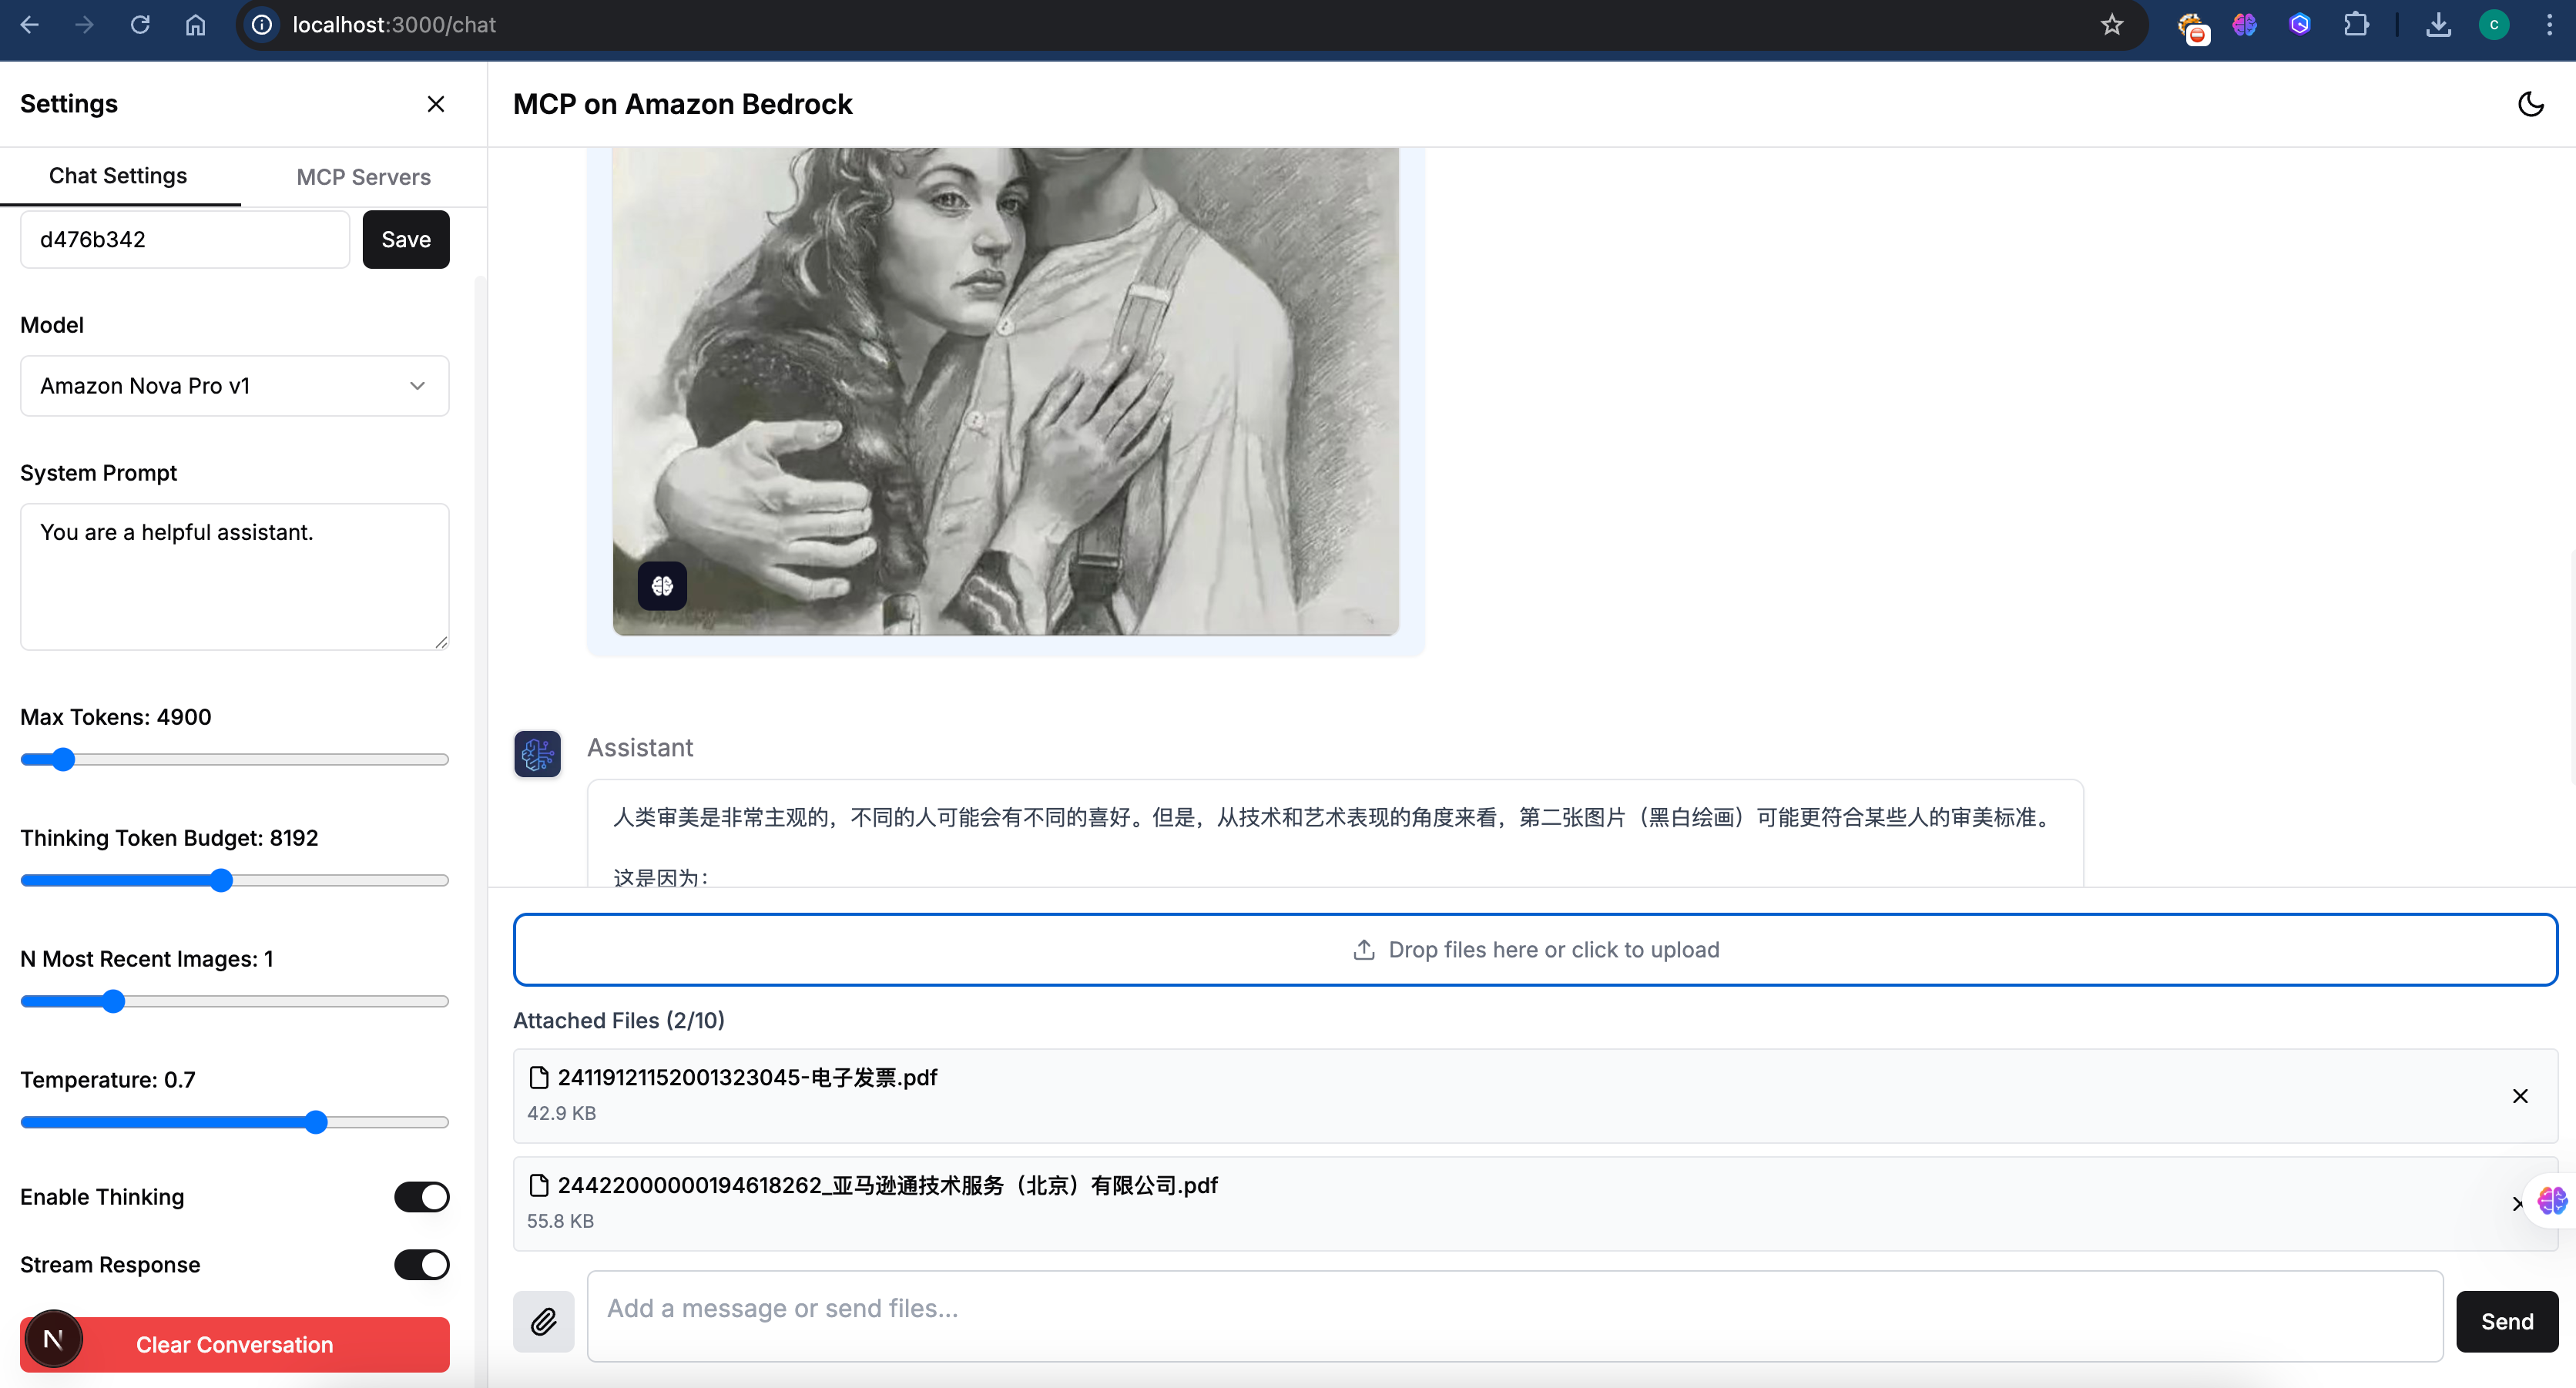 localhost:3000/chat
C
Settings
MCP on Amazon Bedrock
Chat Settings
MCP Servers
d476b342
Save
Model
Amazon Nova Pro v1
System Prompt
You are a helpful assistant.
Max Tokens: 4900
Thinking Token Budget: 8192
N Most Recent Images: 1
Temperature: 0.7
Enable Thinking
Stream Response
N
Clear Conversation
Assistant
人类审美是非常主观的，不同的人可能会有不同的喜好。但是，从技术和艺术表现的角度来看，第二张图片（黑白绘画）可能更符合某些人的审美标准。
这是因为：
Drop files here or click to upload
Attached Files (2/10)
24119121152001323045-电子发票.pdf
42.9 KB
24422000000194618262_亚马逊通技术服务（北京）有限公司.pdf
55.8 KB
Add a message or send files...
Send